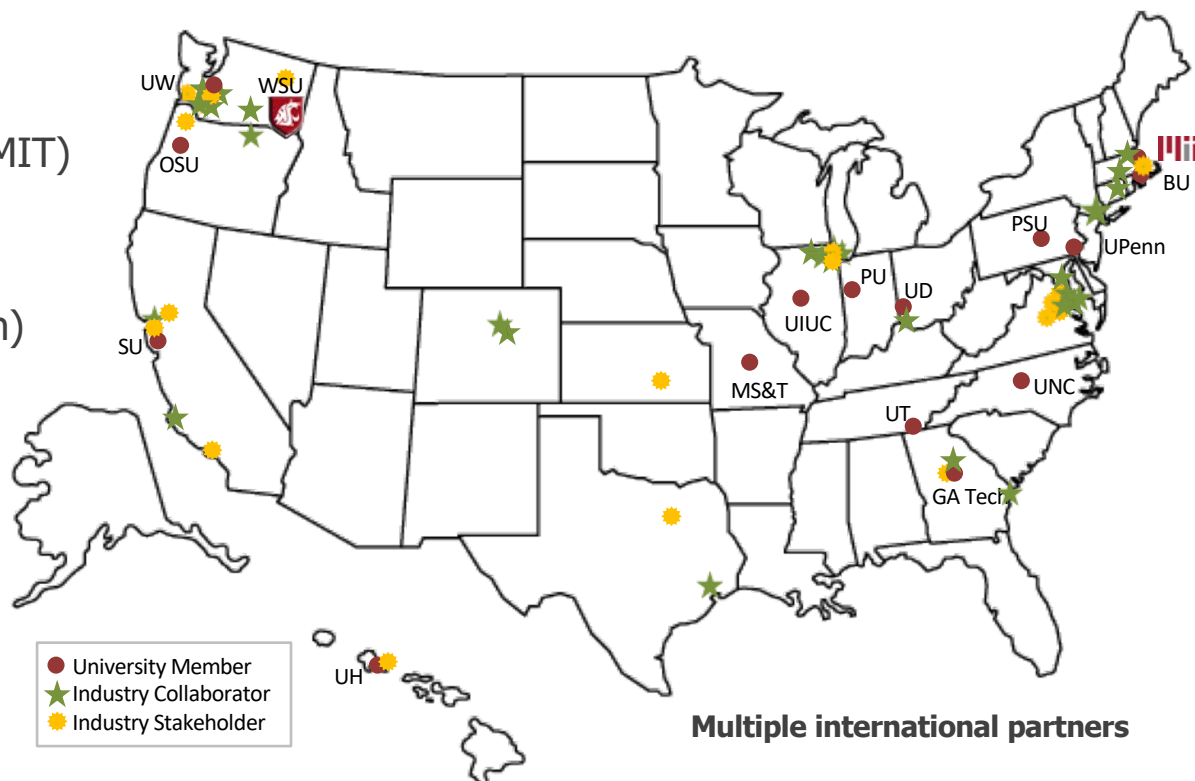 MIT)
n)
UW
WSU
OSU
SU
UIUC
PU
UD
MS&T
UT
UNC
GA Tech
PSU
UPenn
BU
UH
University Member
Industry Collaborator
Industry Stakeholder
Multiple international partners